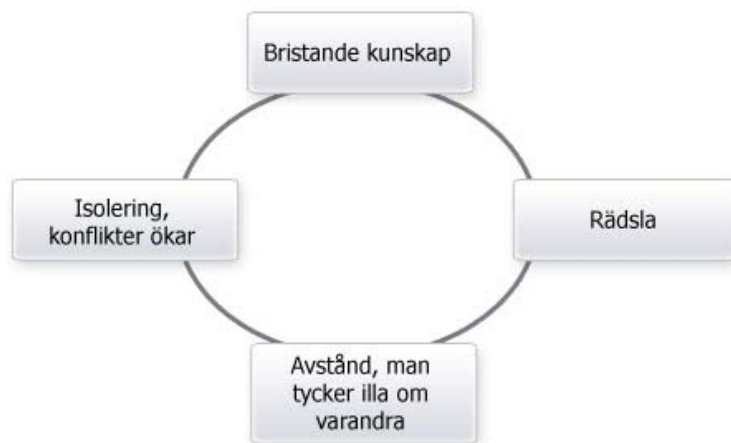 Bristande kunskap
Isolering,
konflikter ökar
Rädsla
Avstånd, man
tycker illa om
varandra